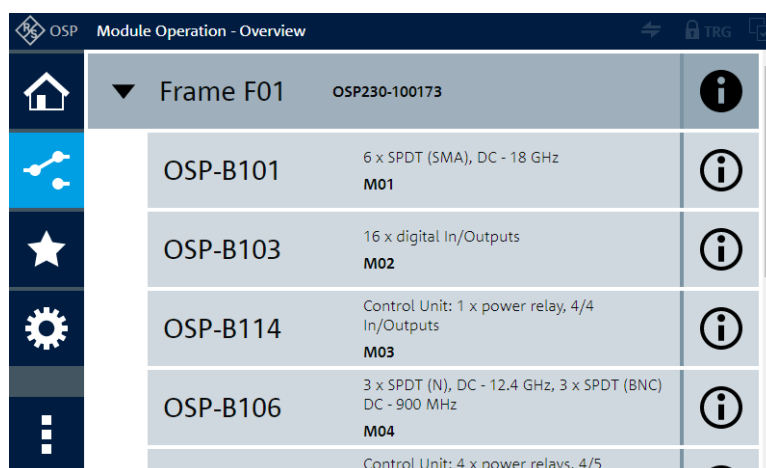 R&S OSP Module Operation - Overview TRG
Frame F01 OSP230-100173
OSP-B101
6 x SPDT (SMA), DC - 18 GHz
M01
OSP-B103
16 x digital In/Outputs
M02
OSP-B114
Control Unit: 1 x power relay, 4/4
In/Outputs
M03
OSP-B106
3 x SPDT (N), DC - 12.4 GHz, 3 x SPDT (BNC)
DC - 900 MHz
M04
Control Unit: 4 x power relays, 4/5